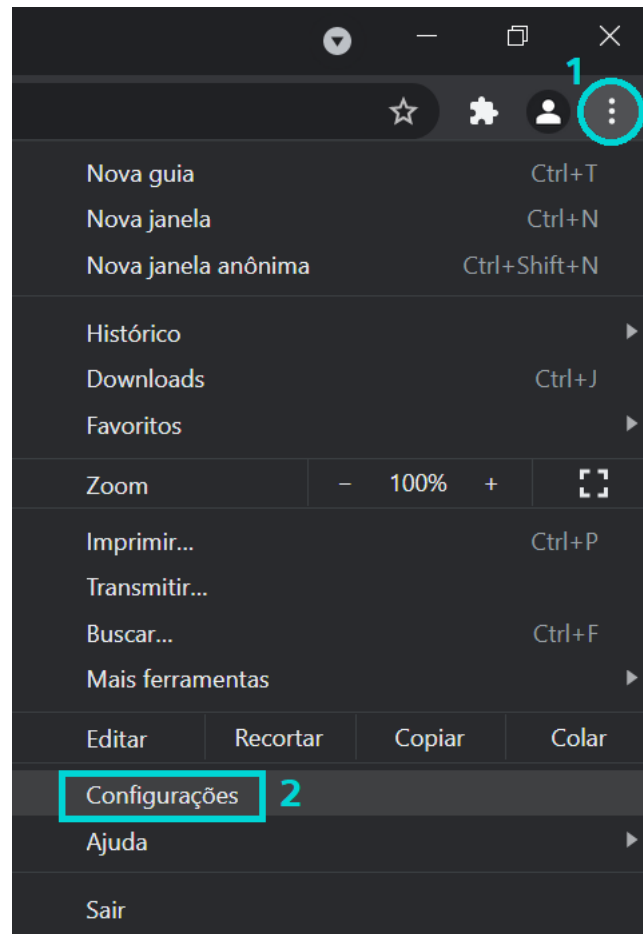 1
Nova guia Ctrl+T
Nova janela Ctrl+N
Nova janela anônima Ctrl+Shift+N
Histórico
Downloads Ctrl+J
Favoritos
Zoom - 100% +
Imprimir... Ctrl+P
Transmitir...
Buscar... Ctrl+F
Mais ferramentas
Editar Recortar Copiar Colar
Configurações 2
Ajuda
Sair